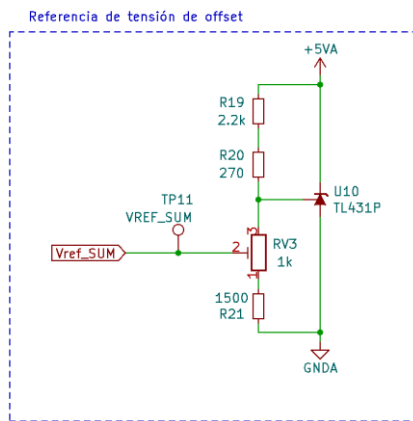 Referencia de tensión de offset
+5VA
R19
2.2k
R20
270
U10
TL431P
TP11
VREF_SUM
3
2
RV3
1k
Vref_SUM
1
1500
R21
GNDA